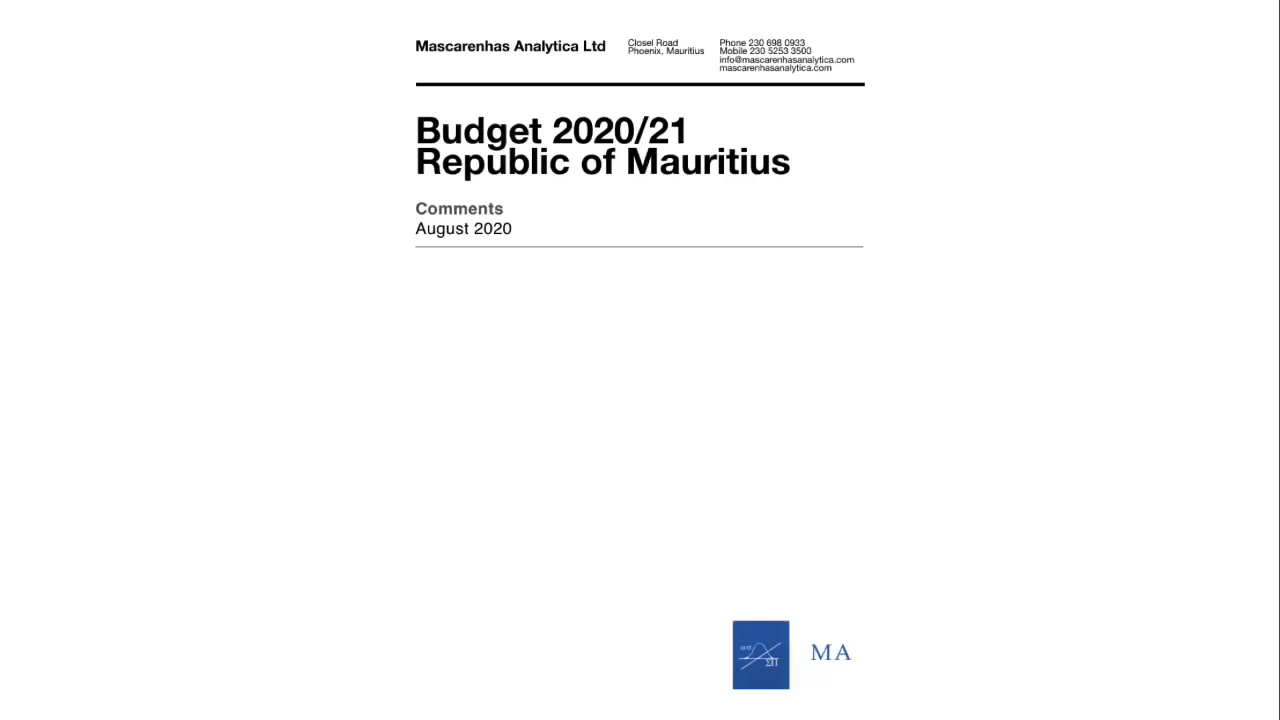 Mascarenhas Analytica Ltd
Closel Road
Phoenix, Mauritius
Phone 230 698 0933
Mobile 230 5253 3500
info@mascarenhasanalytica.com
mascarenhasanalytica.com
Budget 2020/21
Republic of Mauritius
Comments
August 2020
ΣΠ
MA